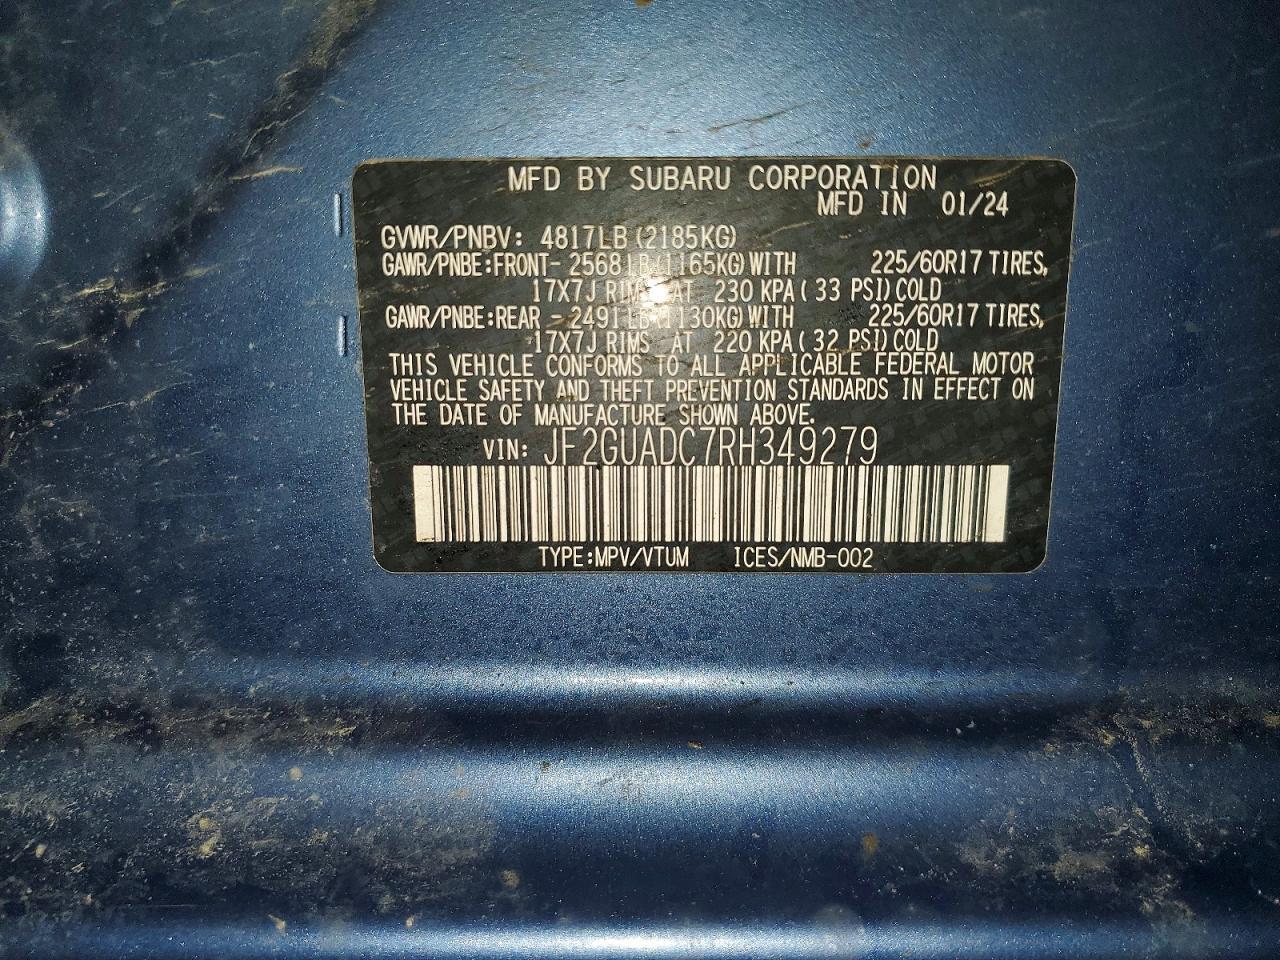 MFD BY SUBARU CORPORATION
MFD IN 01/24
GVWR/PNBV: 4817LB (2185KG)
GAWR/PNBE:FRONT- 2568LB (1165KG) WITH 225/60R17 TIRES,
17X7J RIMS AT 230 KPA ( 33 PSI) COLD
GAWR/PNBE:REAR - 2491LB (1130KG) WITH 225/60R17 TIRES,
17X7J RIMS AT 220 KPA ( 32 PSI) COLD
THIS VEHICLE CONFORMS TO ALL APPLICABLE FEDERAL MOTOR
VEHICLE SAFETY AND THEFT PREVENTION STANDARDS IN EFFECT ON
THE DATE OF MANUFACTURE SHOWN ABOVE.
VIN: JF2GUADC7RH349279
TYPE:MPV/VTUM ICES/NMB-002